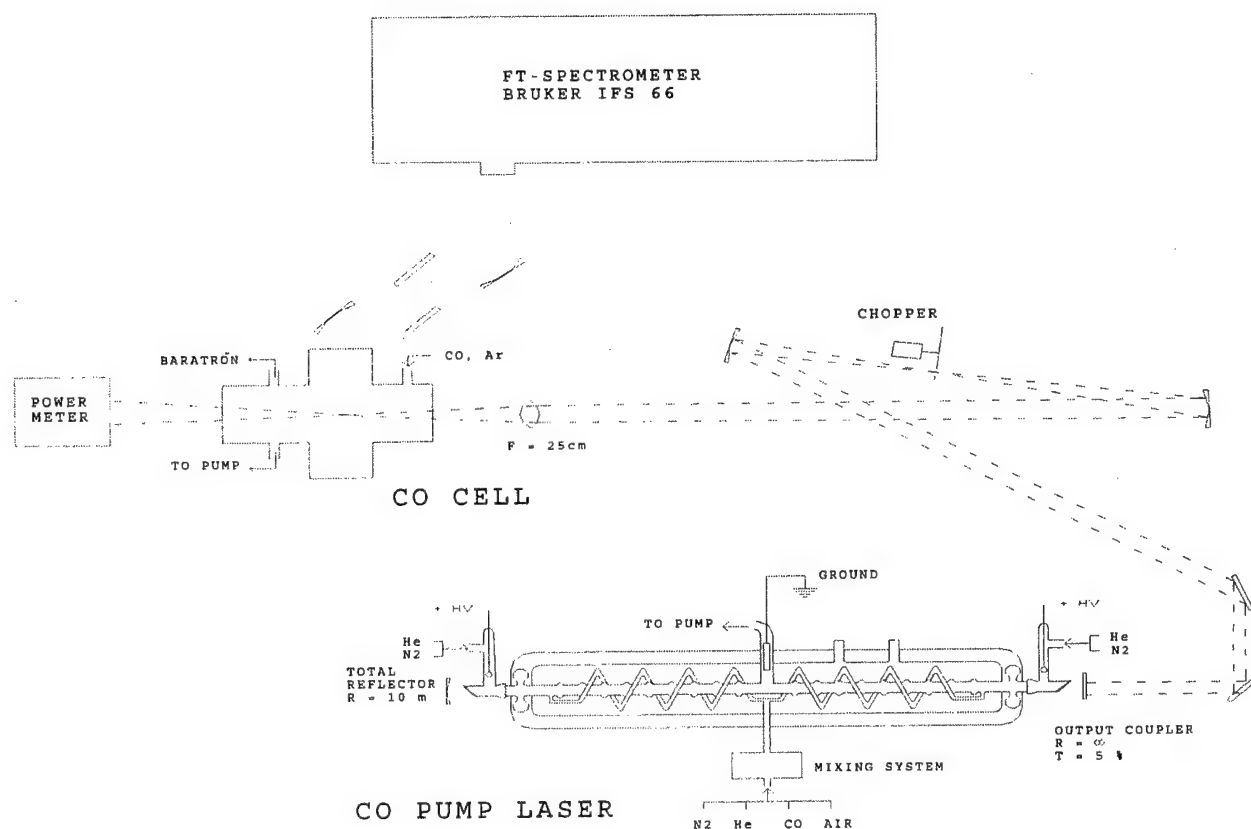 FT-SPECTROMETER
BRUKER IFS 66
CHOPPER
BARATRON
CO, Ar
POWER
METER
F = 25cm
TO PUMP
CO CELL
GROUND
+ HV
+ HV
TO PUMP
He
N2
He
N2
TOTAL
REFLECTOR
R = 10 m
OUTPUT COUPLER
R = ∞
T = 5 %
MIXING SYSTEM
CO PUMP LASER
N2 He CO AIR